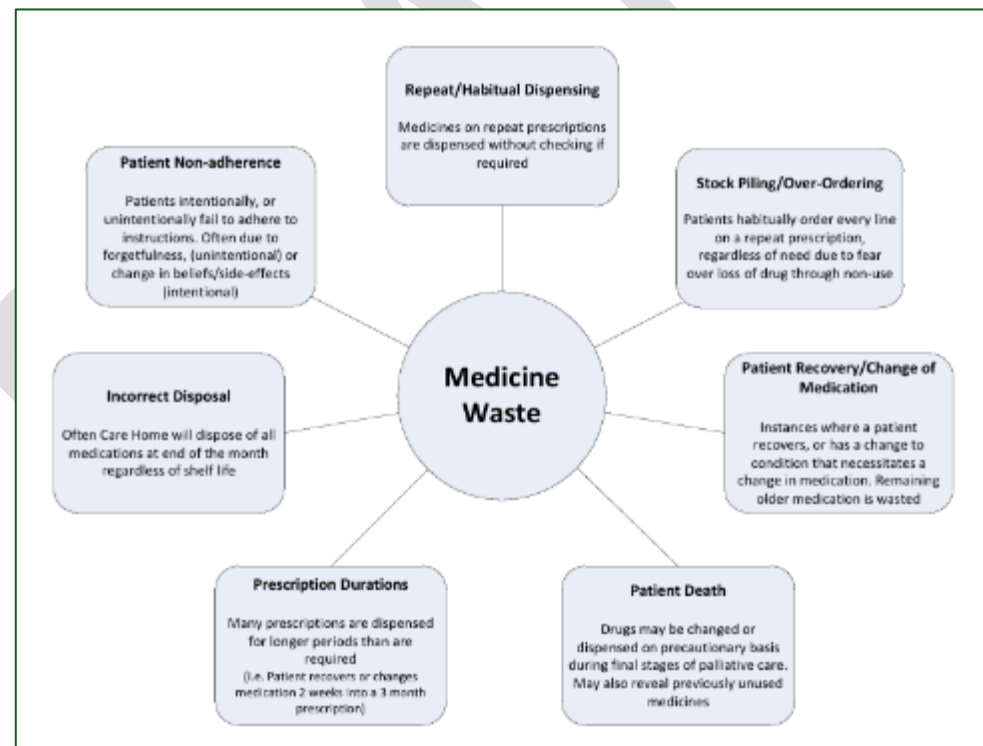 Repeat/Habitual Dispensing
Medicines on repeat prescriptions
are dispensed without checking if
required
Patient Non-adherence
Patients intentionally, or
unintentionally fail to adhere to
instructions. Often due to
forgetfulness, (unintentional) or
change in beliefs/side-effects
(intentional)
Stock Piling/Over-Ordering
Patients habitually order every line
on a repeat prescription,
regardless of need due to fear
over loss of drug through non-use
Medicine
Waste
Incorrect Disposal
Often Care Home will dispose of all
medications at end of the month
regardless of shelf life
Patient Recovery/Change of
Medication
Instances where a patient
recovers, or has a change to
condition that necessitates a
change in medication. Remaining
older medication is wasted
Prescription Durations
Many prescriptions are dispensed
for longer periods than are
required
(i.e. Patient recovers or changes
medication 2 weeks into a 3 month
prescription)
Patient Death
Drugs may be changed or
dispensed on precautionary basis
during final stages of palliative care.
May also reveal previously unused
medicines